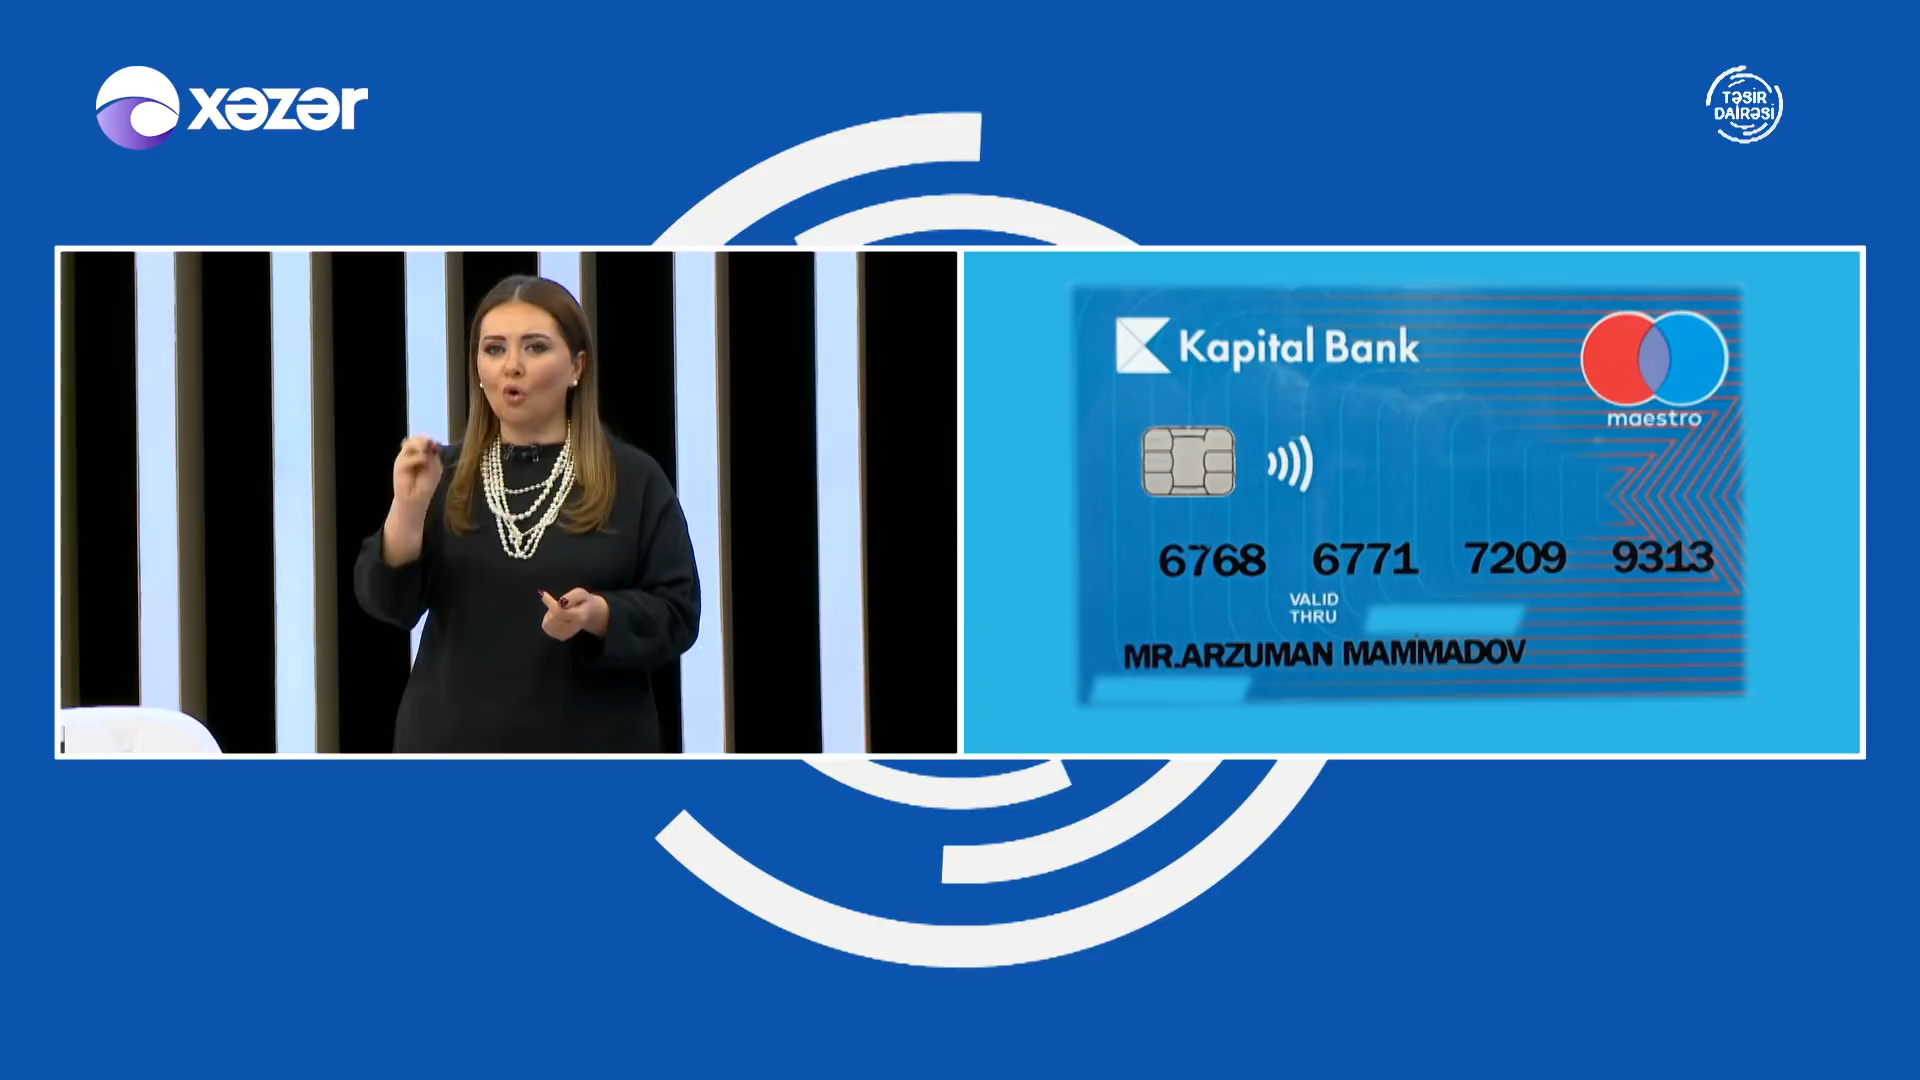 xəzər
TƏSİR
DAİRƏSİ
Kapital Bank
maestro
6768 6771 7209 9313
VALID
THRU
MR.ARZUMAN MAMMADOV